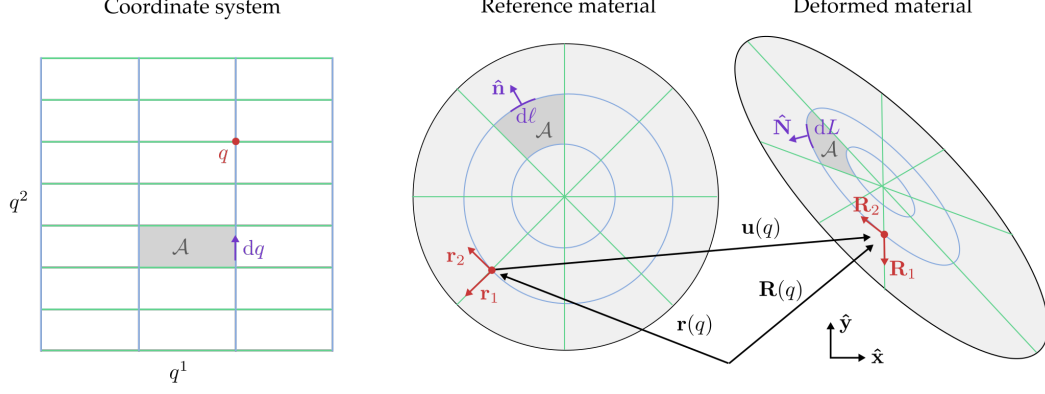 Coordinate system
Reference material
Deformed material
q
q²
𝒜
dq
q¹
n̂
dℓ
𝒜
r₂
r₁
r(q)
u(q)
R(q)
N̂
dL
𝒜
R₂
R₁
ŷ
x̂